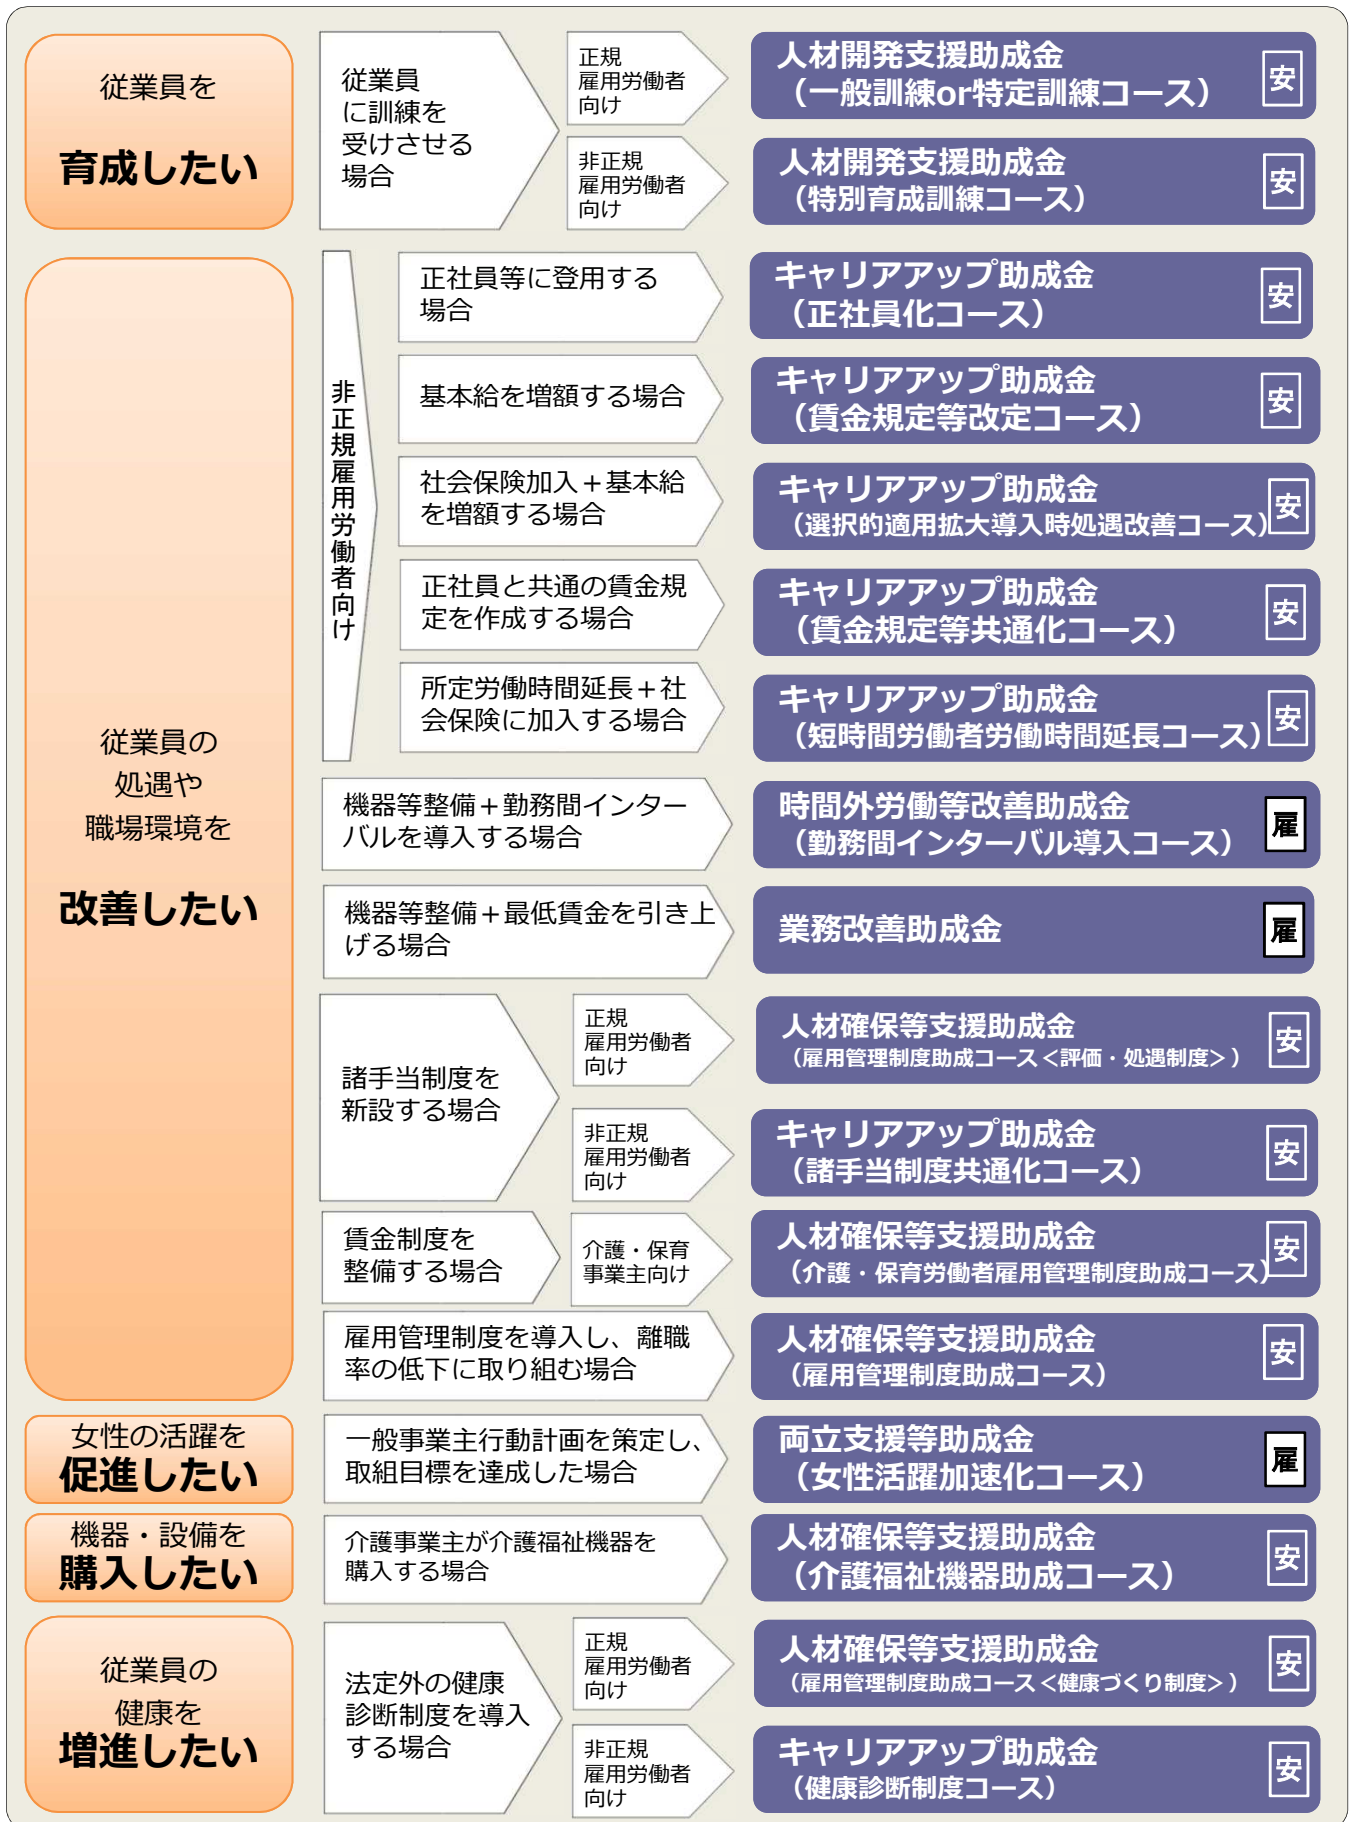 従業員を
育成したい
従業員
に訓練を
受けさせる
場合
正規
雇用労働者
向け
人材開発支援助成金
（一般訓練or特定訓練コース）
安
非正規
雇用労働者
向け
人材開発支援助成金
（特別育成訓練コース）
安
従業員の
処遇や
職場環境を
改善したい
非正規雇用労働者向け
正社員等に登用する
場合
キャリアアップ助成金
（正社員化コース）
安
基本給を増額する場合
キャリアアップ助成金
（賃金規定等改定コース）
安
社会保険加入＋基本給
を増額する場合
キャリアアップ助成金
（選択的適用拡大導入時処遇改善コース）
安
正社員と共通の賃金規
定を作成する場合
キャリアアップ助成金
（賃金規定等共通化コース）
安
所定労働時間延長＋社
会保険に加入する場合
キャリアアップ助成金
（短時間労働者労働時間延長コース）
安
機器等整備＋勤務間インター
バルを導入する場合
時間外労働等改善助成金
（勤務間インターバル導入コース）
雇
機器等整備＋最低賃金を引き上
げる場合
業務改善助成金
雇
諸手当制度を
新設する場合
正規
雇用労働者
向け
人材確保等支援助成金
（雇用管理制度助成コース＜評価・処遇制度＞）
安
非正規
雇用労働者
向け
キャリアアップ助成金
（諸手当制度共通化コース）
安
賃金制度を
整備する場合
介護・保育
事業主向け
人材確保等支援助成金
（介護・保育労働者雇用管理制度助成コース）
安
雇用管理制度を導入し、離職
率の低下に取り組む場合
人材確保等支援助成金
（雇用管理制度助成コース）
安
女性の活躍を
促進したい
一般事業主行動計画を策定し、
取組目標を達成した場合
両立支援等助成金
（女性活躍加速化コース）
雇
機器・設備を
購入したい
介護事業主が介護福祉機器を
購入する場合
人材確保等支援助成金
（介護福祉機器助成コース）
安
従業員の
健康を
増進したい
法定外の健康
診断制度を導入
する場合
正規
雇用労働者
向け
人材確保等支援助成金
（雇用管理制度助成コース＜健康づくり制度＞）
安
非正規
雇用労働者
向け
キャリアアップ助成金
（健康診断制度コース）
安